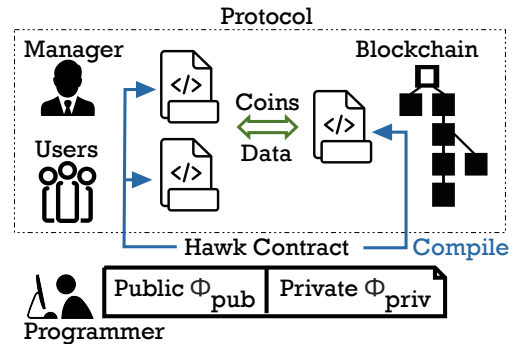 Protocol
Manager
Blockchain
</>
</>
Coins
</>
Users
Data
</>
Hawk Contract
Compile
Public Φpub
Private Φpriv
Programmer